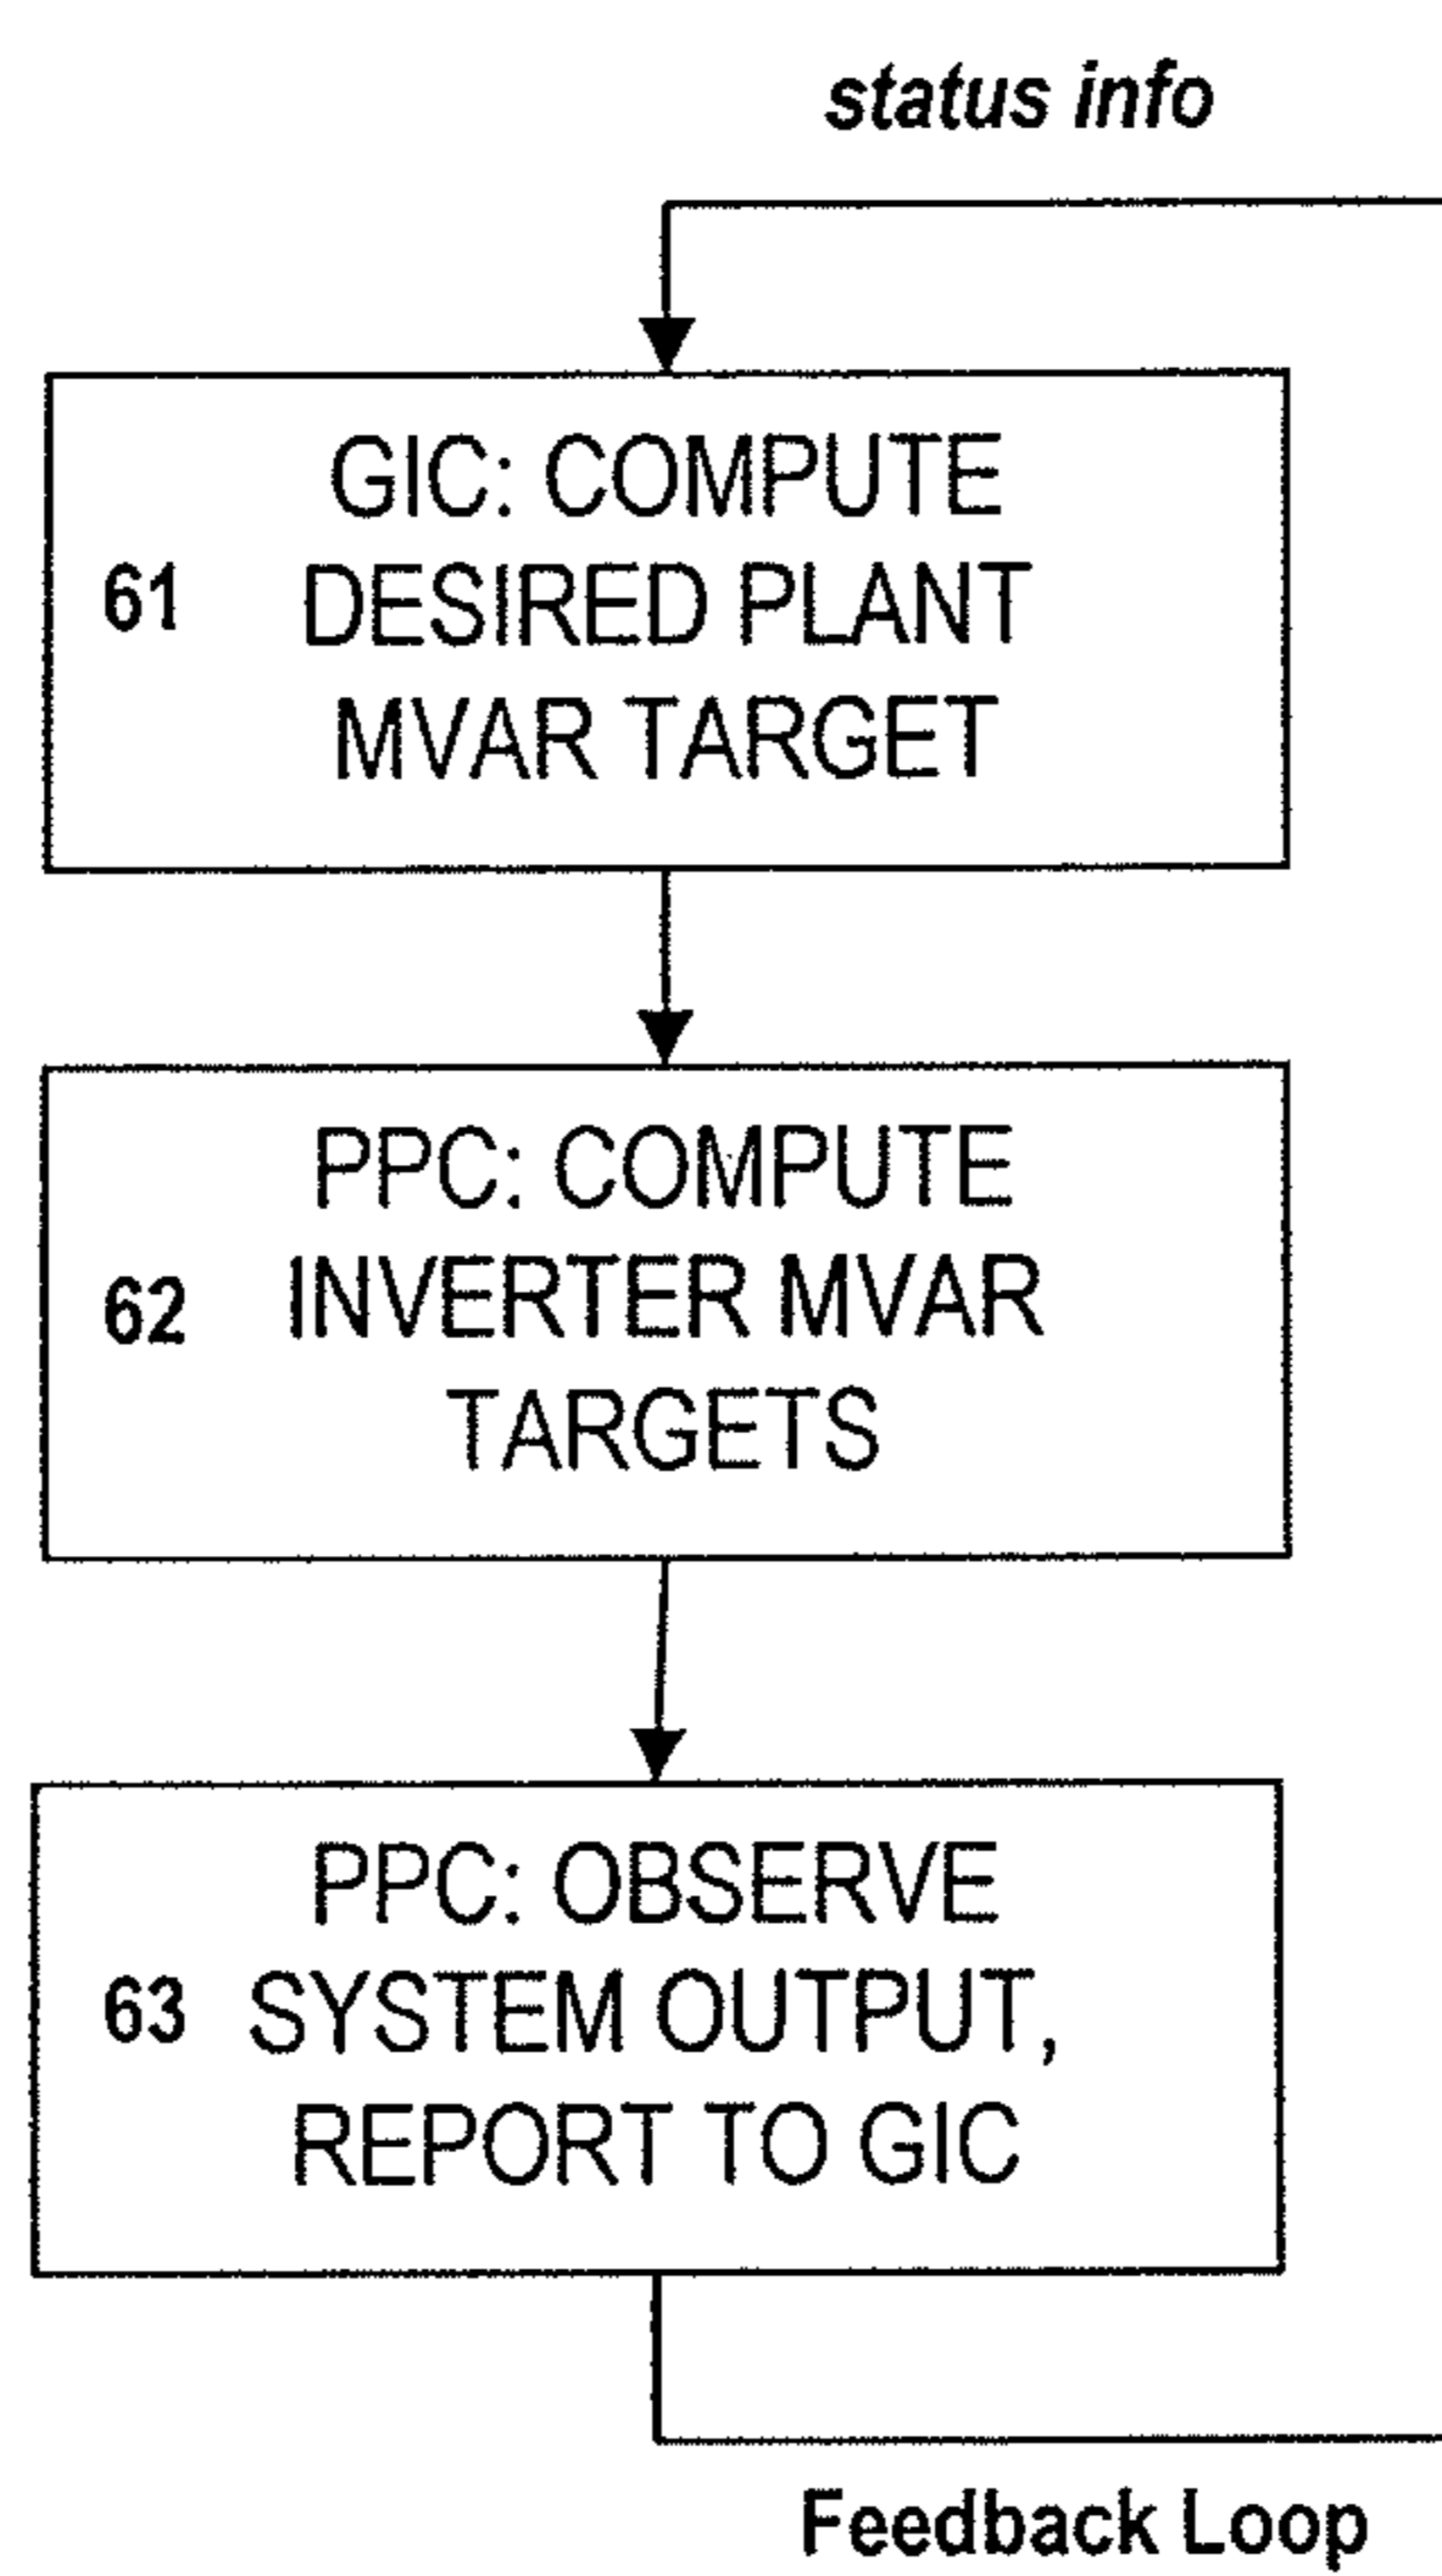 status info
GIC: COMPUTE
61 DESIRED PLANT
MVAR TARGET
PPC: COMPUTE
62 INVERTER MVAR
TARGETS
PPC: OBSERVE
63 SYSTEM OUTPUT,
REPORT TO GIC
Feedback Loop